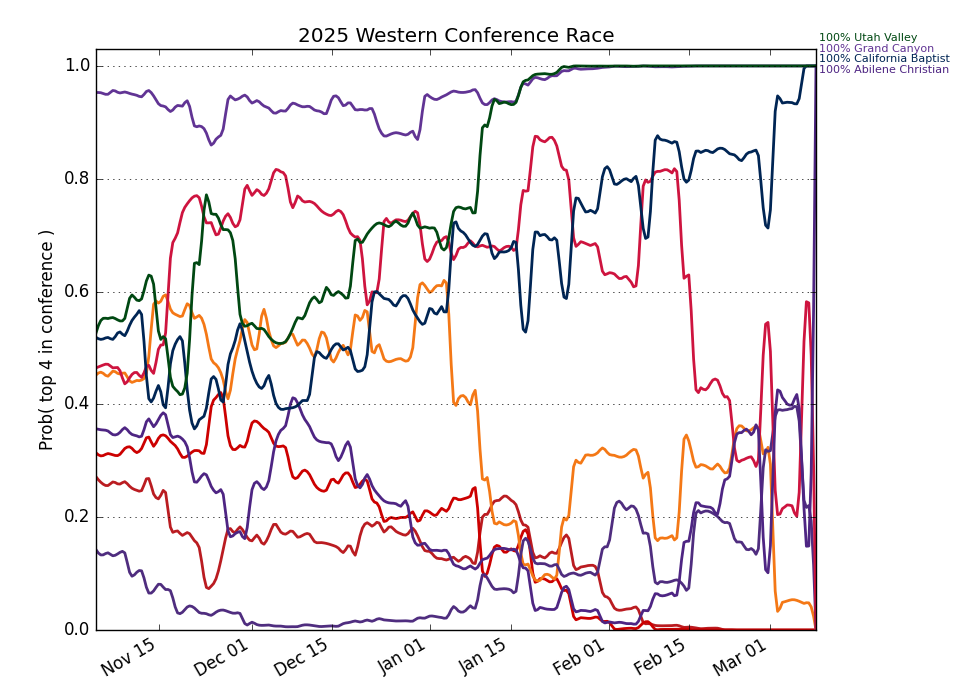 2025 Western Conference Race
100% Utah Valley
100% Grand Canyon
100% California Baptist
100% Abilene Christian
Prob( top 4 in conference )
1.0
0.8
0.6
0.4
0.2
0.0
Nov 15
Dec 01
Dec 15
Jan 01
Jan 15
Feb 01
Feb 15
Mar 01